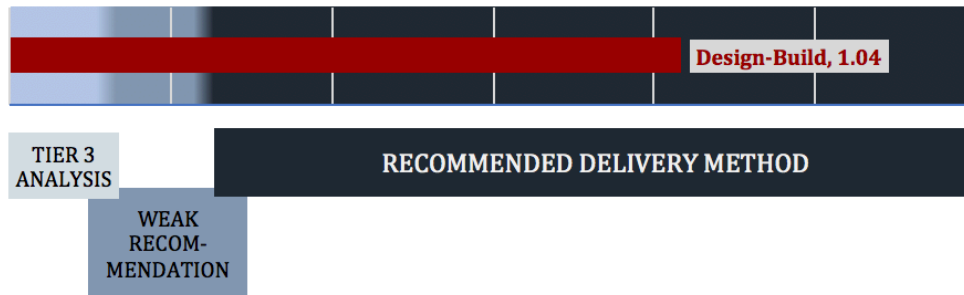 Design-Build, 1.04
TIER 3
ANALYSIS
RECOMMENDED DELIVERY METHOD
WEAK
RECOM-
MENDATION